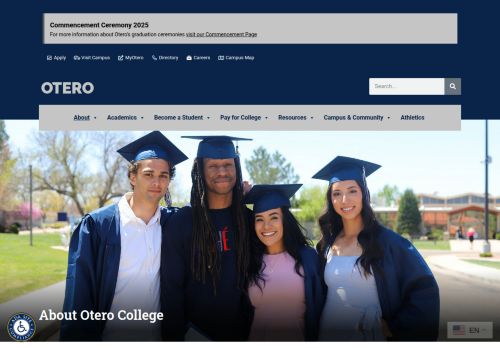 Commencement Ceremony 2025
For more information about Otero's graduation ceremonies visit our Commencement Page
Apply Visit Campus MyOtero Directory Careers Campus Map
OTERO
Search...
About Academics Become a Student Pay for College Resources Campus & Community Athletics
About Otero College
EN